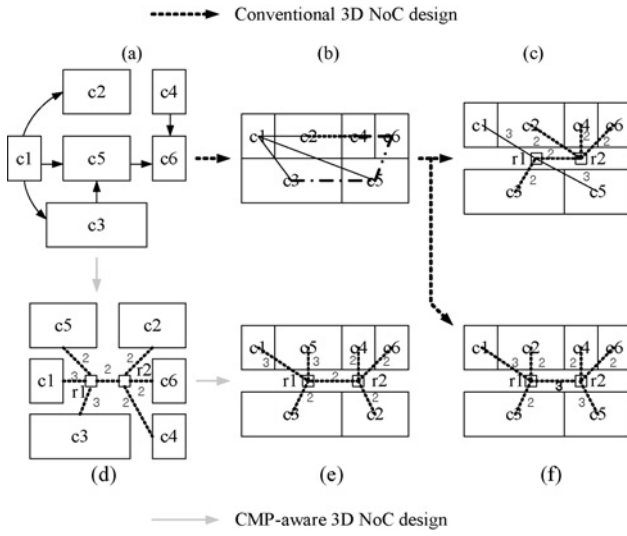 Conventional 3D NoC design
(a)
c2
c4
c1
c5
c6
c3
(b)
c1 c2 c4 c6
c3 c5
(c)
c1 c2 c4 c6
3 2 2 2
r1 2 r2
2 3
c3 c5
c5 c2
2 2
c1 3 2 2 c6
r1 r2
3 2
c3 c4
(d)
c1 c5 c4 c6
3 3 2 2
r1 2 r2
2 2
c3 c2
(e)
c1 c2 c4 c6
3 2 2 2
r1 3 r2
2 3
c3 c5
(f)
CMP-aware 3D NoC design